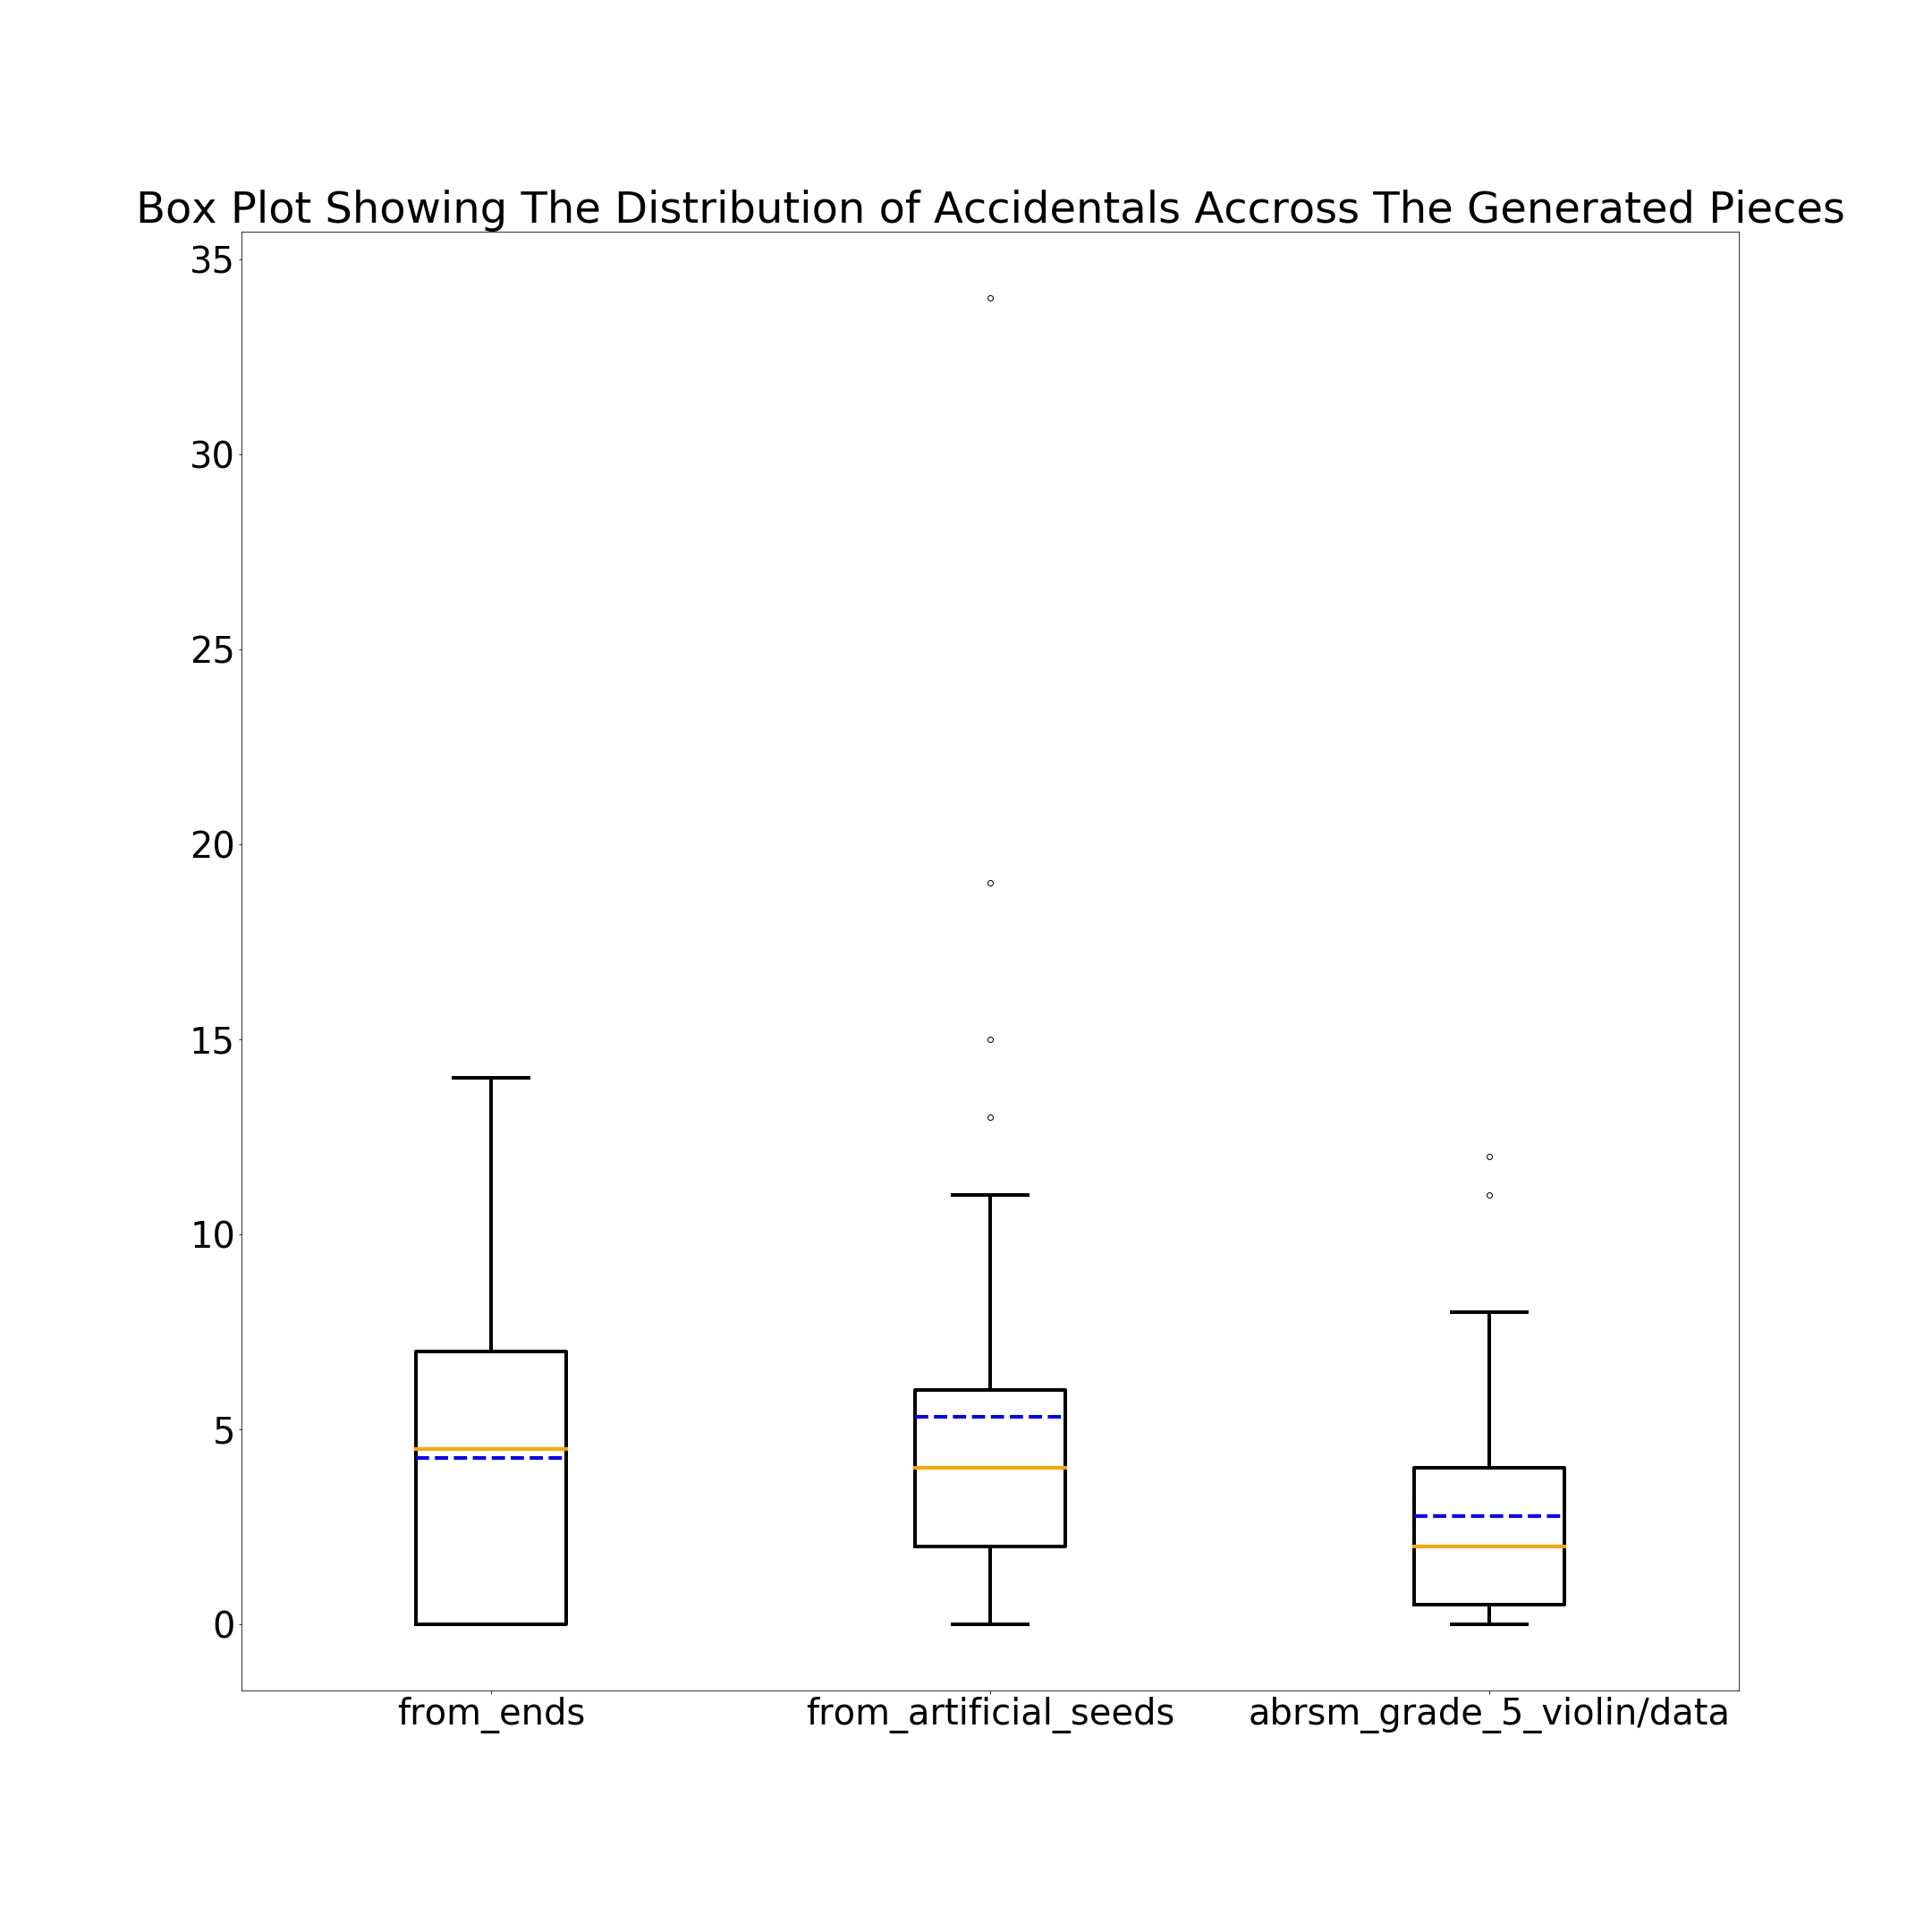 Box Plot Showing The Distribution of Accidentals Accross The Generated Pieces
35
30
25
20
15
10
5
0
from_ends
from_artificial_seeds
abrsm_grade_5_violin/data